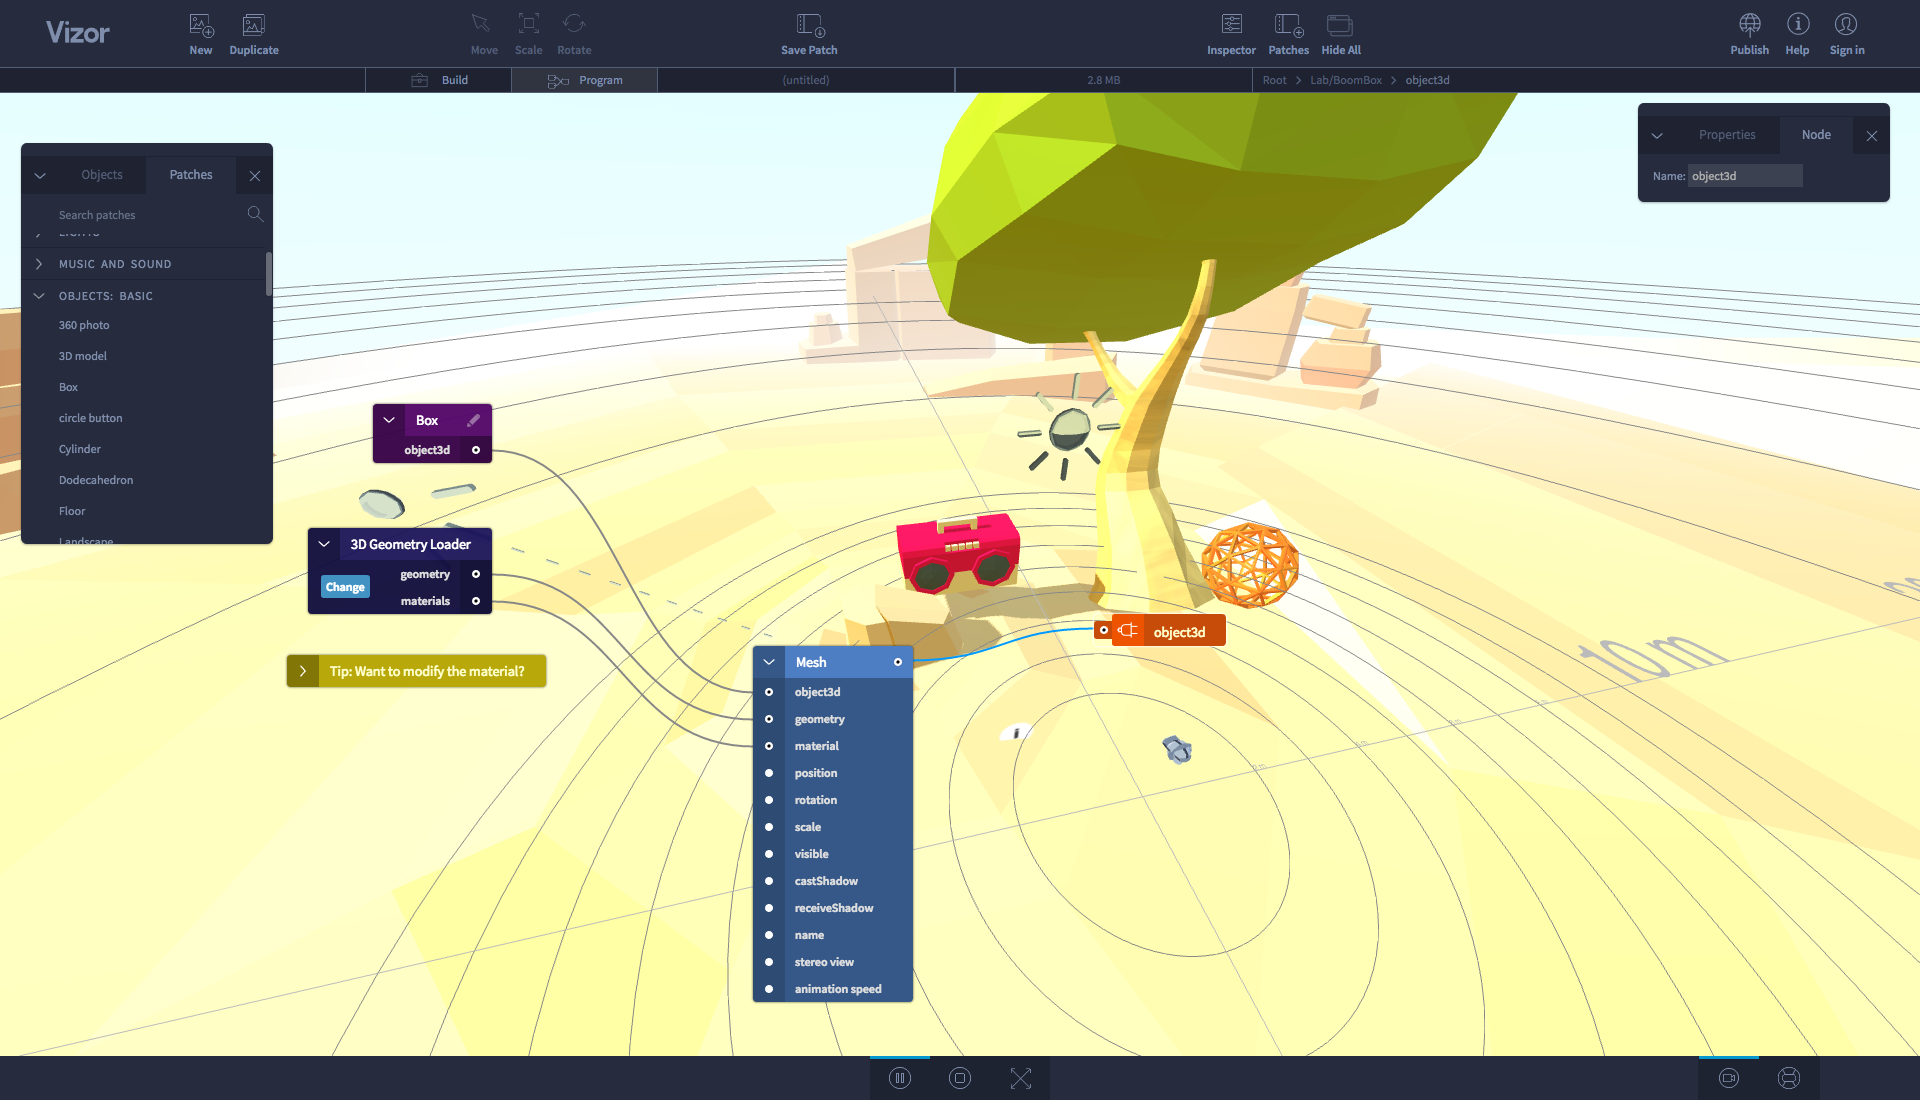 Vizor
New
Duplicate
Move
Scale
Rotate
Save Patch
Inspector
Patches
Hide All
Publish
Help
Sign in
Build
Program
(untitled)
2.8 MB
Root > Lab/BoomBox > object3d
Objects
Patches
Search patches
LIGHTS
MUSIC AND SOUND
OBJECTS: BASIC
360 photo
3D model
Box
circle button
Cylinder
Dodecahedron
Floor
Landscape
Properties
Node
Name: object3d
Box
object3d
3D Geometry Loader
geometry
Change
materials
Tip: Want to modify the material?
Mesh
object3d
geometry
material
position
rotation
scale
visible
castShadow
receiveShadow
name
stereo view
animation speed
object3d
10m